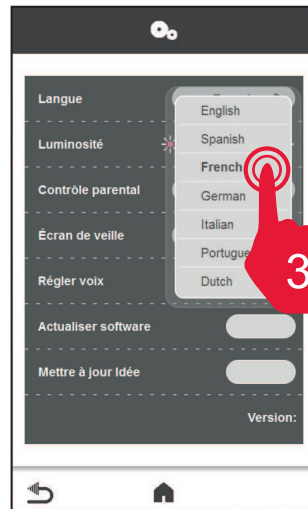 Langue
English
Luminosité
Spanish
French
Contrôle parental
German
Italian
Écran de veille
Régler voix
Dutch
3
Actualiser software
Mettre à jour Idée
Version: